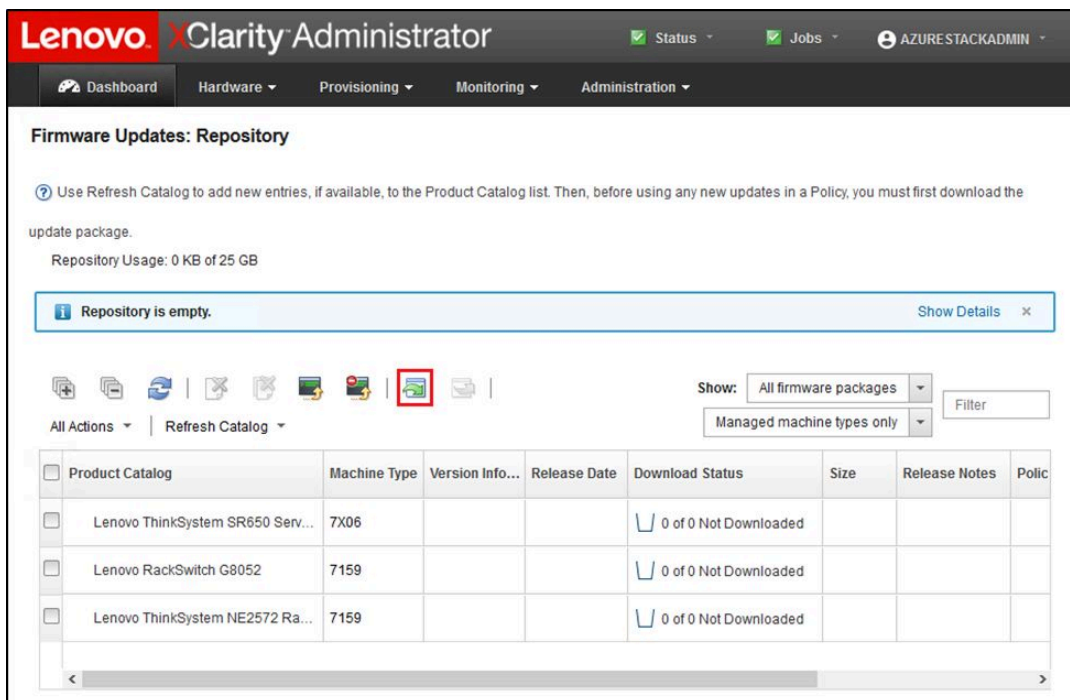 Lenovo. XClarity Administrator
Status
Jobs
AZURESTACKADMIN
Dashboard
Hardware
Provisioning
Monitoring
Administration
Firmware Updates: Repository
? Use Refresh Catalog to add new entries, if available, to the Product Catalog list. Then, before using any new updates in a Policy, you must first download the
update package.
Repository Usage: 0 KB of 25 GB
i Repository is empty.
Show Details ×
Show: All firmware packages
Filter
Managed machine types only
All Actions | Refresh Catalog
Product Catalog Machine Type Version Info... Release Date Download Status Size Release Notes Polic
Lenovo ThinkSystem SR650 Serv... 7X06 0 of 0 Not Downloaded
Lenovo RackSwitch G8052 7159 0 of 0 Not Downloaded
Lenovo ThinkSystem NE2572 Ra... 7159 0 of 0 Not Downloaded